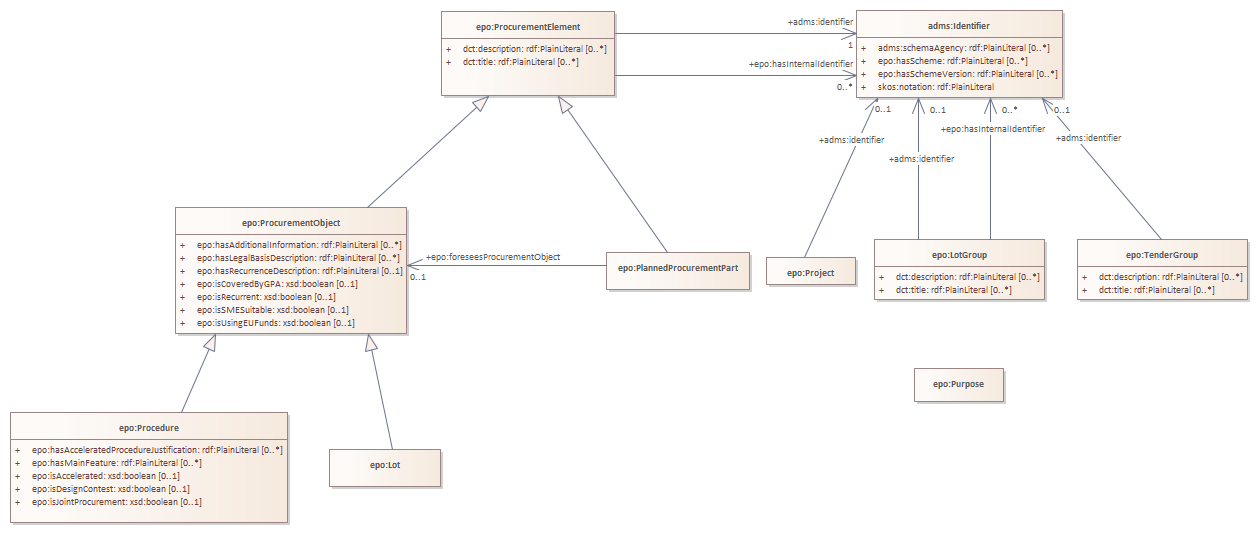 epo:ProcurementElement
+ dct:description: rdf:PlainLiteral [0..*]
+ dct:title: rdf:PlainLiteral [0..*]
+adms:identifier
1
+epo:hasInternalIdentifier
0..*
adms:Identifier
+ adms:schemaAgency: rdf:PlainLiteral [0..*]
+ epo:hasScheme: rdf:PlainLiteral [0..*]
+ epo:hasSchemeVersion: rdf:PlainLiteral [0..*]
+ skos:notation: rdf:PlainLiteral
0..1
+adms:identifier
0..1
+adms:identifier
0..*
+epo:hasInternalIdentifier
0..1
+adms:identifier
epo:ProcurementObject
+ epo:hasAdditionalInformation: rdf:PlainLiteral [0..*]
+ epo:hasLegalBasisDescription: rdf:PlainLiteral [0..*]
+ epo:hasRecurrenceDescription: rdf:PlainLiteral [0..1]
+ epo:isCoveredByGPA: xsd:boolean [0..1]
+ epo:isRecurrent: xsd:boolean [0..1]
+ epo:isSMESuitable: xsd:boolean [0..1]
+ epo:isUsingEUFunds: xsd:boolean [0..1]
+epo:foreseesProcurementObject
0..1
epo:PlannedProcurementPart
epo:Project
epo:LotGroup
+ dct:description: rdf:PlainLiteral [0..*]
+ dct:title: rdf:PlainLiteral [0..*]
epo:TenderGroup
+ dct:description: rdf:PlainLiteral [0..*]
+ dct:title: rdf:PlainLiteral [0..*]
epo:Purpose
epo:Procedure
+ epo:hasAcceleratedProcedureJustification: rdf:PlainLiteral [0..*]
+ epo:hasMainFeature: rdf:PlainLiteral [0..*]
+ epo:isAccelerated: xsd:boolean [0..1]
+ epo:isDesignContest: xsd:boolean [0..1]
+ epo:isJointProcurement: xsd:boolean [0..1]
epo:Lot